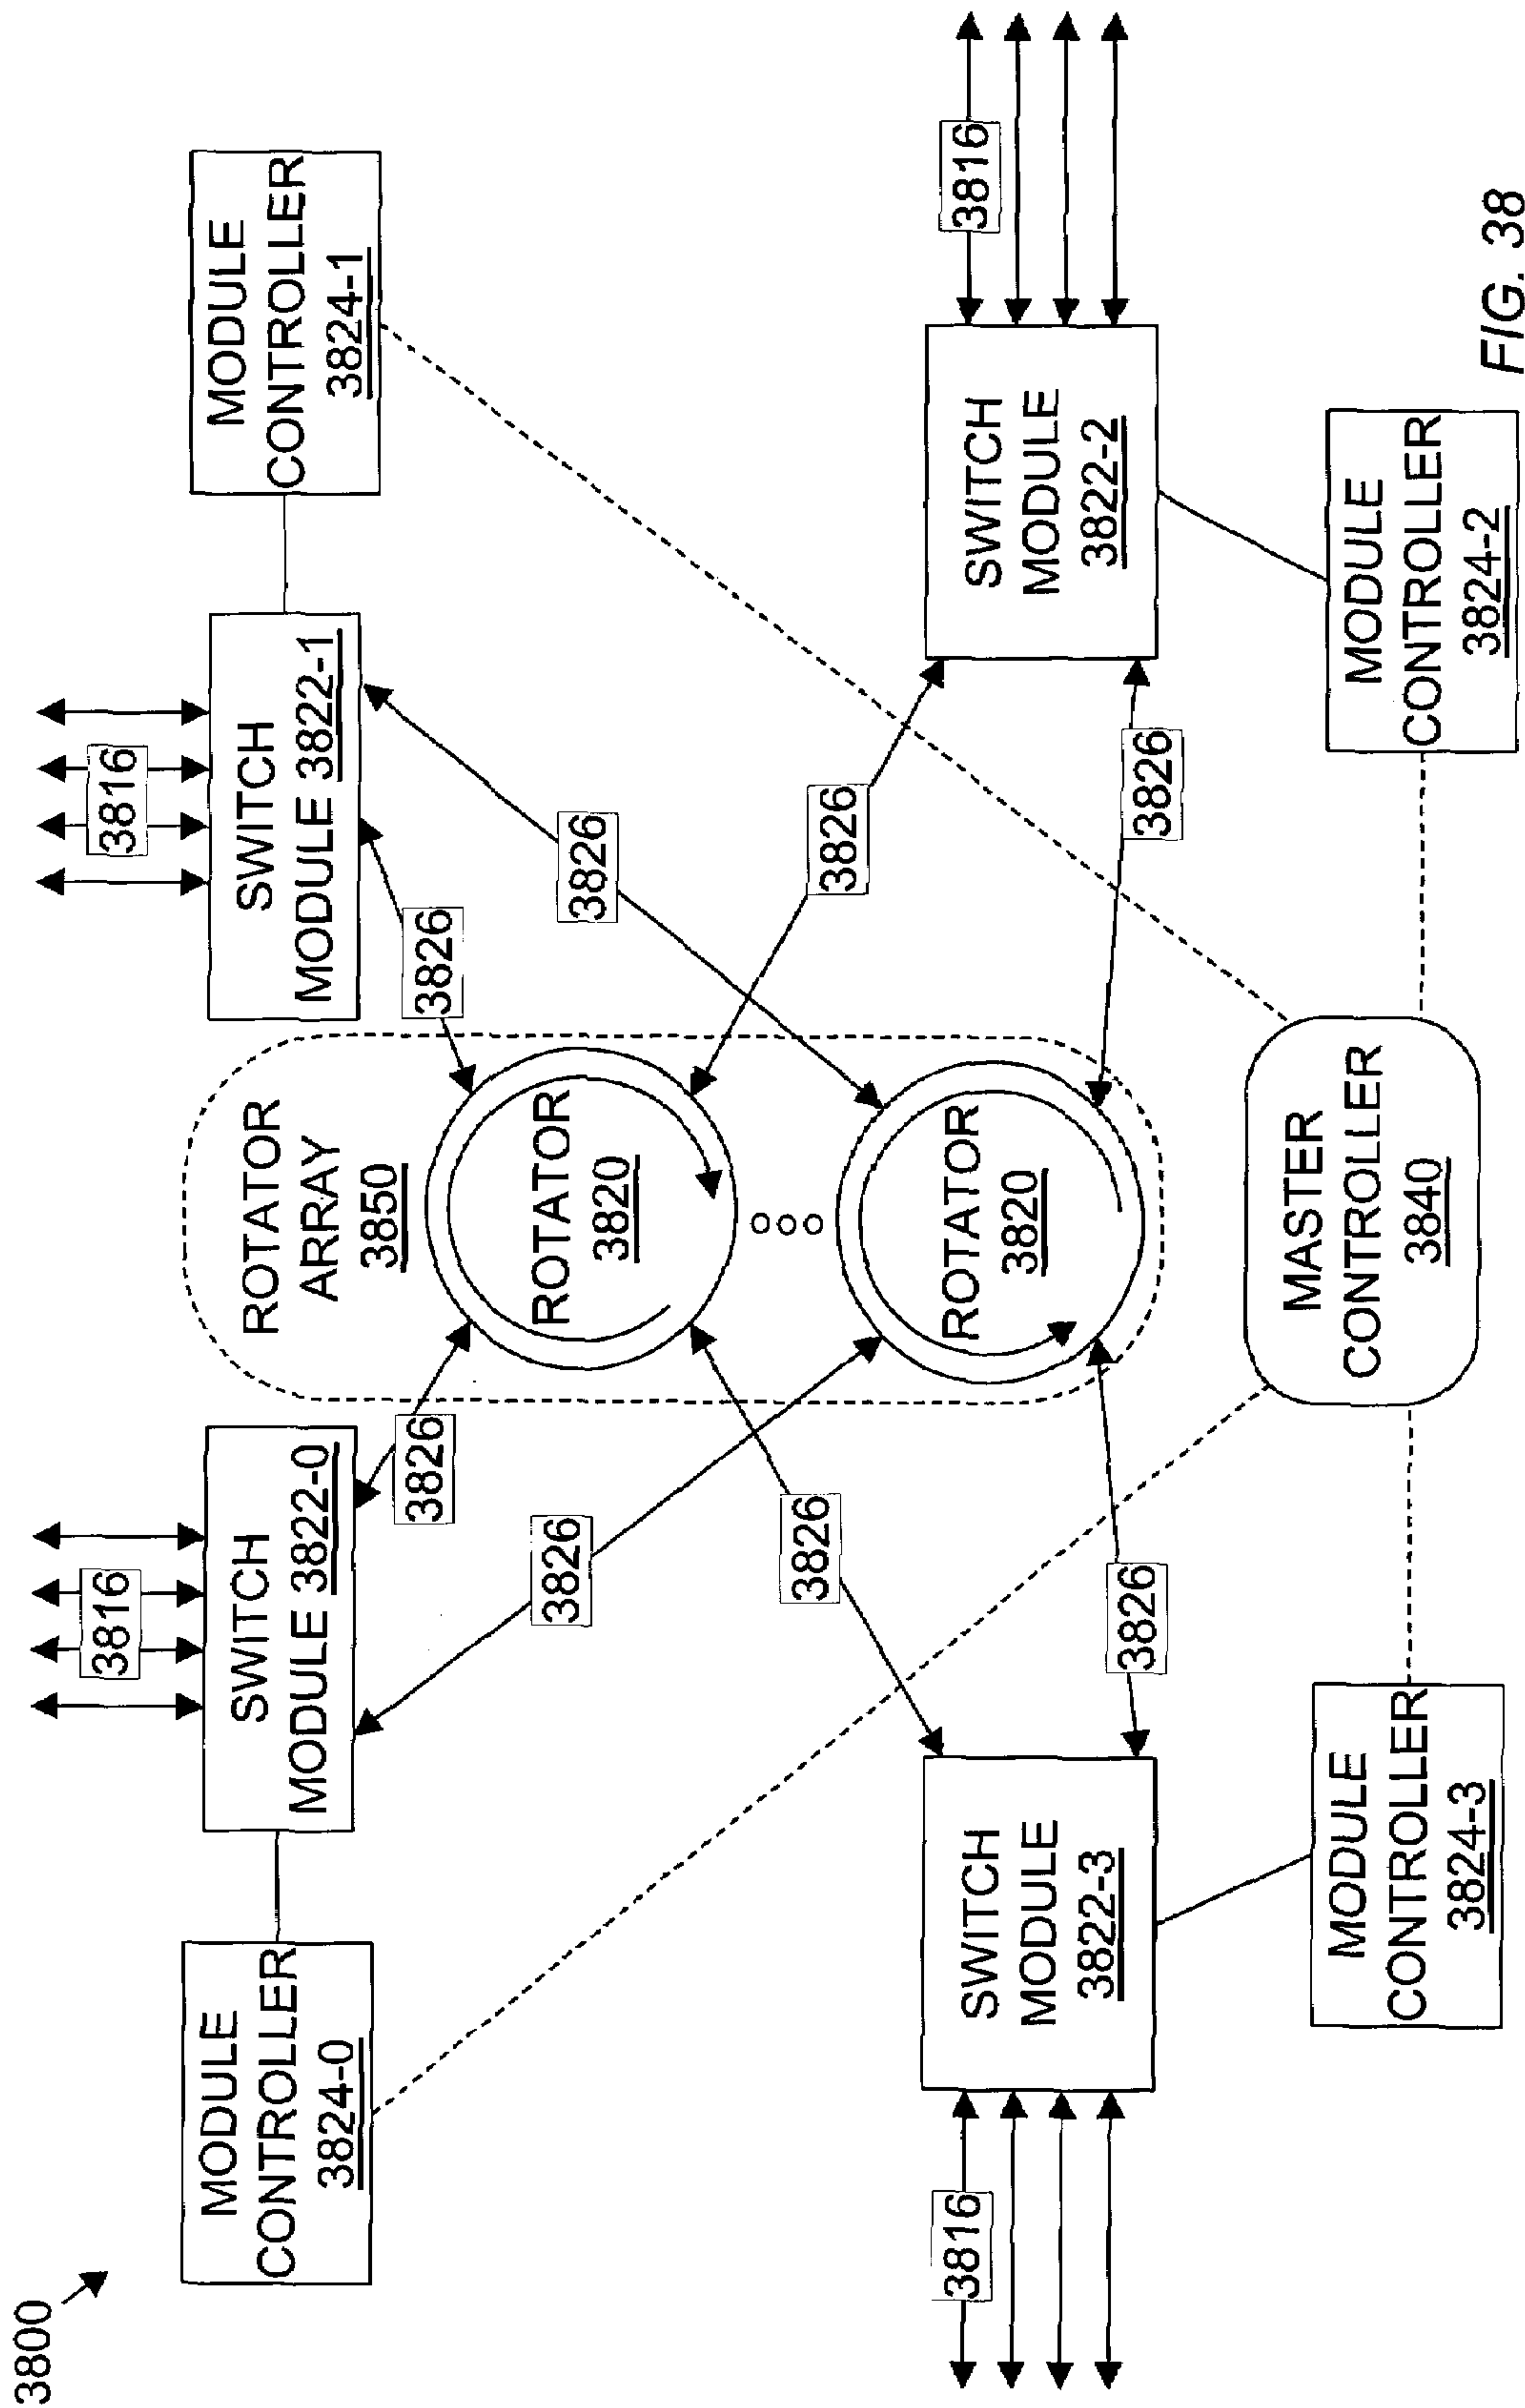 3800
3816
3816
MODULE
CONTROLLER
3824-0
SWITCH
MODULE 3822-0
ROTATOR
ARRAY
3850
SWITCH
MODULE 3822-1
MODULE
CONTROLLER
3824-1
3826
3826
3826
3826
ROTATOR
3820
3826
3826
SWITCH
MODULE
3822-3
3816
ROTATOR
3820
SWITCH
MODULE
3822-2
3816
3826
3826
MASTER
CONTROLLER
3840
MODULE
CONTROLLER
3824-3
MODULE
CONTROLLER
3824-2
FIG. 38